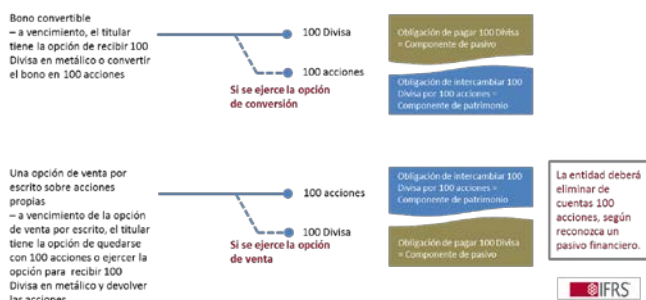 Bono convertible
– a vencimiento, el titular
tiene la opción de recibir 100
Divisa en metálico o convertir
el bono en 100 acciones
100 Divisa
100 acciones
Si se ejerce la opción
de conversión
Obligación de pagar 100 Divisa
= Componente de pasivo
Obligación de intercambiar 100
Divisa por 100 acciones =
Componente de patrimonio
Una opción de venta por
escrito sobre acciones
propias
– a vencimiento de la opción
de venta por escrito, el titular
tiene la opción de quedarse
con 100 acciones o ejercer la
opción para recibir 100
Divisa en metálico y devolver
las acciones
100 acciones
100 Divisa
Si se ejerce la opción
de venta
Obligación de intercambiar 100
Divisa por 100 acciones =
Componente de patrimonio
Obligación de pagar 100 Divisa
= Componente de pasivo
La entidad deberá
eliminar de
cuentas 100
acciones, según
reconozca un
pasivo financiero.
IFRS